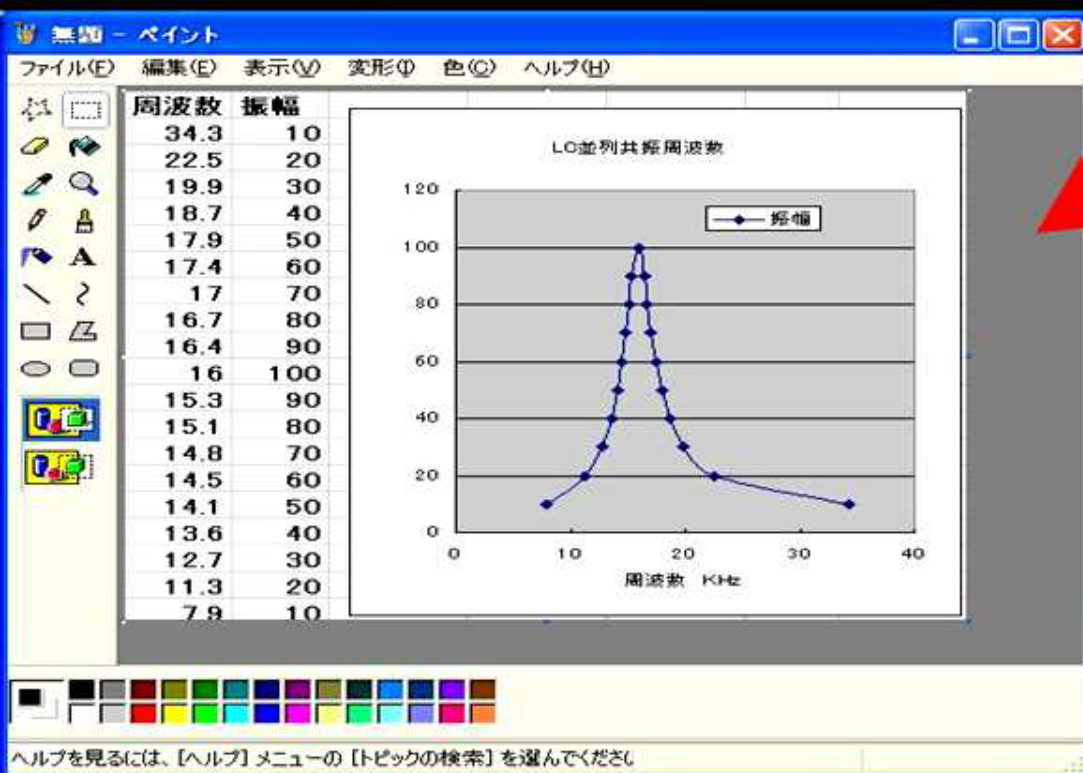 無題 - ペイント
ファイル(F) 編集(E) 表示(V) 変形(I) 色(C) ヘルプ(H)
周波数 振幅
34.3 10
22.5 20
19.9 30
18.7 40
17.9 50
17.4 60
17 70
16.7 80
16.4 90
16 100
15.3 90
15.1 80
14.8 70
14.5 60
14.1 50
13.6 40
12.7 30
11.3 20
7.9 10
LC並列共振周波数
振幅
120
100
80
60
40
20
0
0 10 20 30 40
周波数 KHz
A
ヘルプを見るには、[ヘルプ] メニューの [トピックの検索] を選んでください